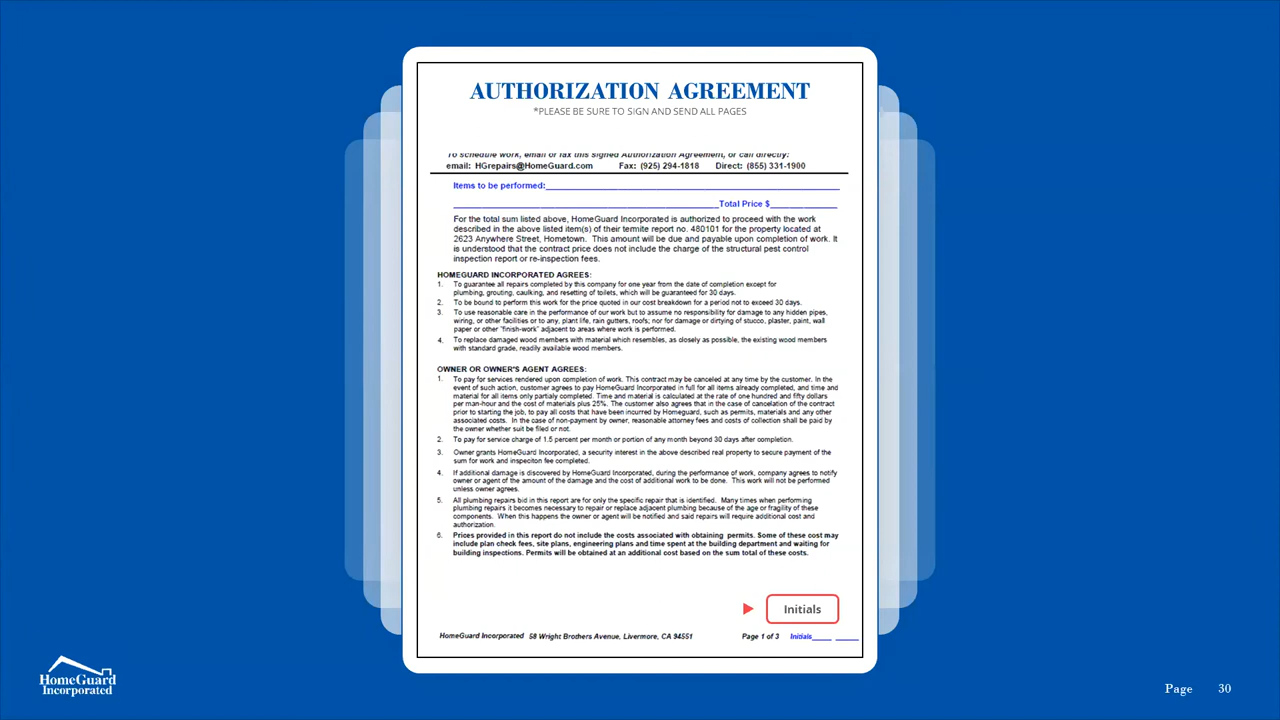 AUTHORIZATION AGREEMENT
*PLEASE BE SURE TO SIGN AND SEND ALL PAGES
To schedule work, email or fax this signed Authorization Agreement, or call directly:
email: HGrepairs@HomeGuard.com Fax: (925) 294-1818 Direct: (855) 331-1900
Items to be performed:
Total Price $
For the total sum listed above, HomeGuard Incorporated is authorized to proceed with the work
described in the above listed item(s) of their termite report no. 480101 for the property located at
2623 Anywhere Street, Hometown. This amount will be due and payable upon completion of work. It
is understood that the contract price does not include the charge of the structural pest control
inspection report or re-inspection fees.
HOMEGUARD INCORPORATED AGREES:
1. To guarantee all repairs completed by this company for one year from the date of completion except for
plumbing, grouting, caulking, and resetting of toilets, which will be guaranteed for 30 days.
2. To be bound to perform this work for the price quoted in our cost breakdown for a period not to exceed 30 days.
3. To use reasonable care in the performance of our work but to assume no responsibility for damage to any hidden pipes,
wiring, or other facilities or to any, plant life, rain gutters, roofs; nor for damage or dirtying of stucco, plaster, paint, wall
paper or other "finish-work" adjacent to areas where work is performed.
4. To replace damaged wood members with material which resembles, as closely as possible, the existing wood members
with standard grade, readily available wood members.
OWNER OR OWNER'S AGENT AGREES:
1. To pay for services rendered upon completion of work. This contract may be canceled at any time by the customer. In the
event of such action, customer agrees to pay HomeGuard Incorporated in full for all items already completed, and time and
material for all items only partialy completed. Time and material is calculated at the rate of one hundred and fifty dollars
per man-hour and the cost of materials plus 25%. The customer also agrees that in the case of cancelation of the contract
prior to starting the job, to pay all costs that have been incurred by Homeguard, such as permits, materials and any other
associated costs. In the case of non-payment by owner, reasonable attorney fees and costs of collection shall be paid by
the owner whether suit be filed or not.
2. To pay for service charge of 1.5 percent per month or portion of any month beyond 30 days after completion.
3. Owner grants HomeGuard Incorporated, a security interest in the above described real property to secure payment of the
sum for work and inspeciton fee completed.
4. If additional damage is discovered by HomeGuard Incorporated, during the performance of work, company agrees to notify
owner or agent of the amount of the damage and the cost of additional work to be done. This work will not be performed
unless owner agrees.
5. All plumbing repairs bid in this report are for only the specific repair that is identified. Many times when performing
plumbing repairs it becomes necessary to repair or replace adjacent plumbing because of the age or fragility of these
components. When this happens the owner or agent will be notified and said repairs will require additional cost and
authorization.
6. Prices provided in this report do not include the costs associated with obtaining permits. Some of these cost may
include plan check fees, site plans, engineering plans and time spent at the building department and waiting for
building inspections. Permits will be obtained at an additional cost based on the sum total of these costs.
Initials
HomeGuard Incorporated 58 Wright Brothers Avenue, Livermore, CA 94551 Page 1 of 3 Initials
HomeGuard
Incorporated
Page 30